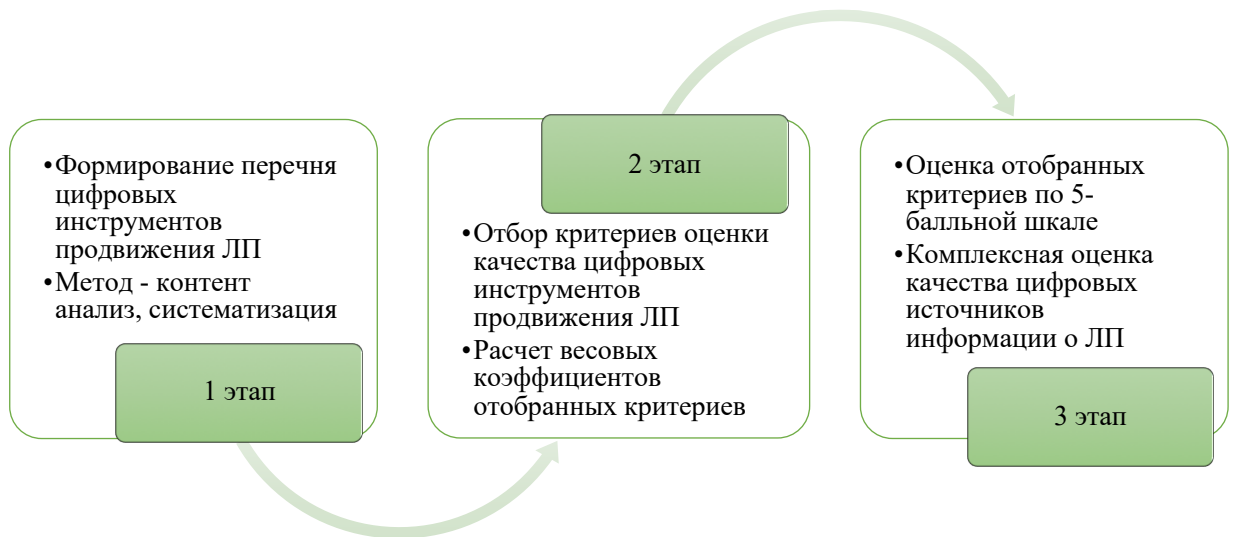 •Формирование перечня
цифровых
инструментов
продвижения ЛП
•Метод - контент
анализ, систематизация
1 этап
2 этап
•Отбор критериев оценки
качества цифровых
инструментов
продвижения ЛП
•Расчет весовых
коэффициентов
отобранных критериев
•Оценка отобранных
критериев по 5-
балльной шкале
•Комплексная оценка
качества цифровых
источников
информации о ЛП
3 этап